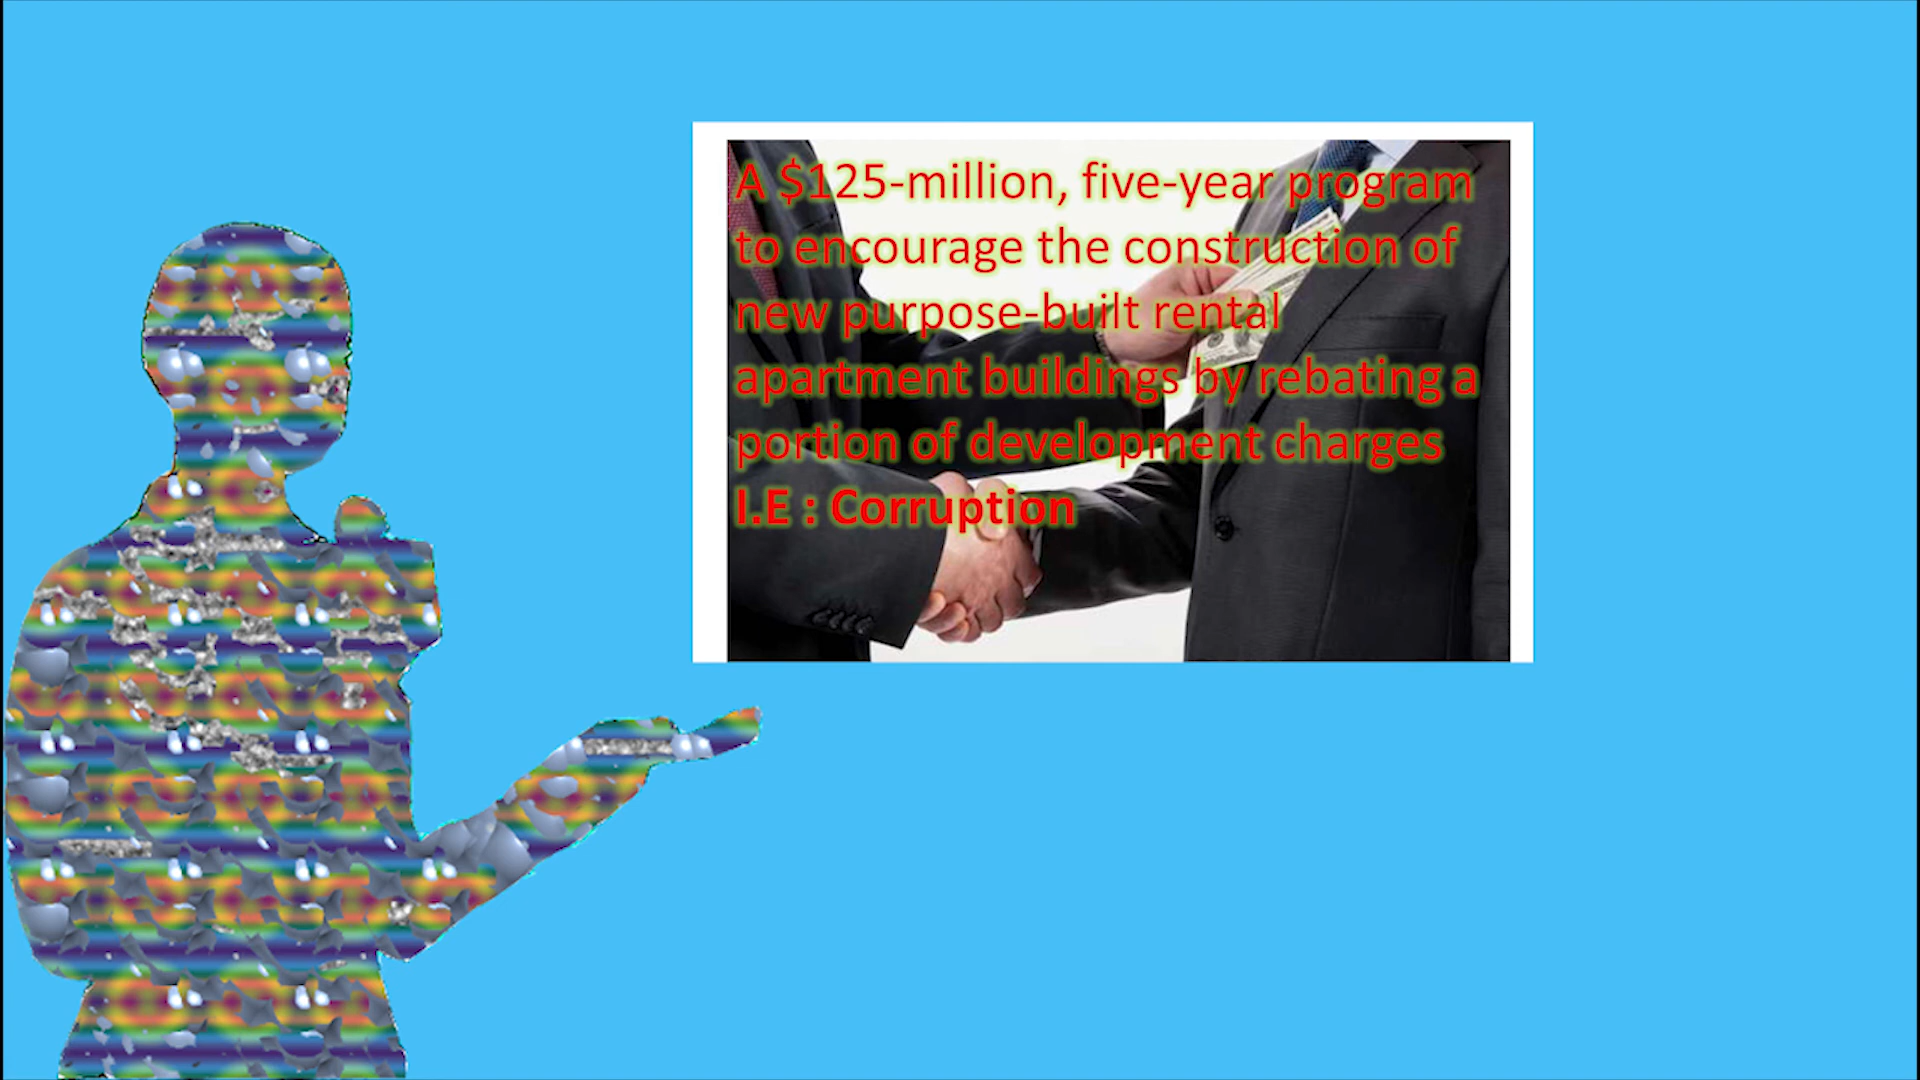 A $125-million, five-year program
to encourage the construction of
new purpose-built rental
apartment buildings by rebating a
portion of development charges
I.E : Corruption